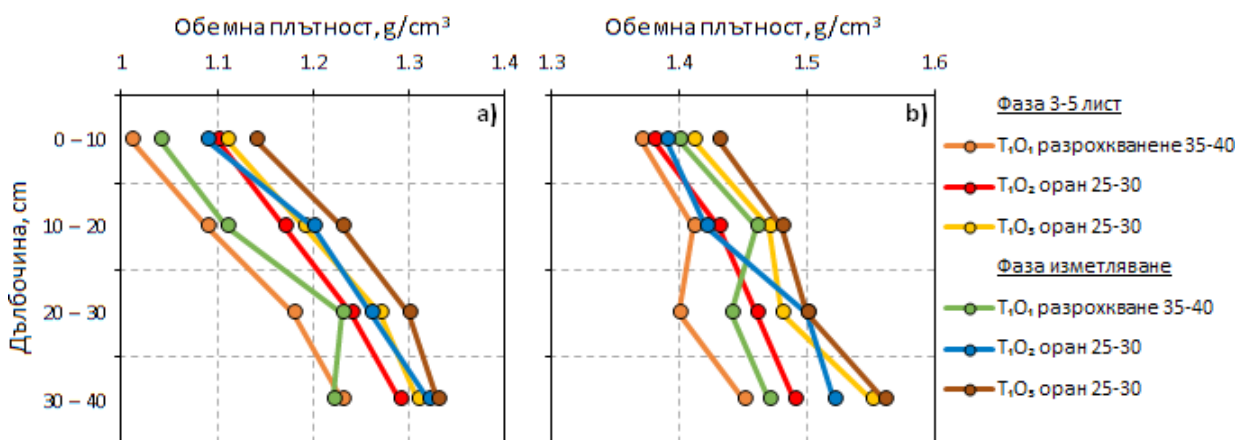 Обемна плътност, g/cm³
Обемна плътност, g/cm³
1 1.1 1.2 1.3 1.4
1.3 1.4 1.5 1.6
a)
b)
Дълбочина, cm
0 – 10
10 – 20
20 – 30
30 – 40
Фаза 3-5 лист
T₁O₁ разрохкванене 35-40
T₁O₂ оран 25-30
T₁O₅ оран 25-30
Фаза изметляване
T₁O₁ разрохкване 35-40
T₁O₂ оран 25-30
T₁O₅ оран 25-30